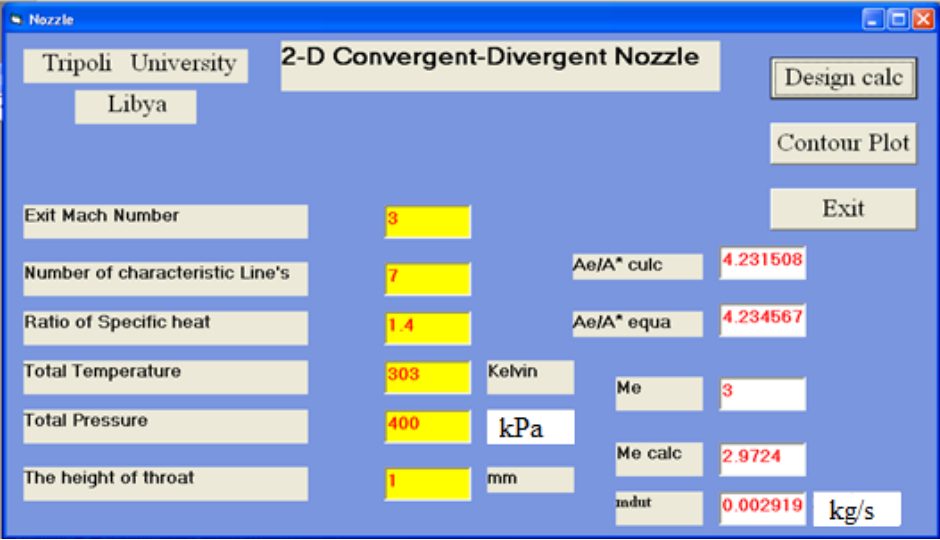 Nozzle
Tripoli University
Libya
2-D Convergent-Divergent Nozzle
Design calc
Contour Plot
Exit
Exit Mach Number 3
Number of characteristic Line's 7
Ratio of Specific heat 1.4
Total Temperature 303 Kelvin
Total Pressure 400 kPa
The height of throat 1 mm
Ae/A* culc 4.231508
Ae/A* equa 4.234567
Me 3
Me calc 2.9724
mdut 0.002919 kg/s